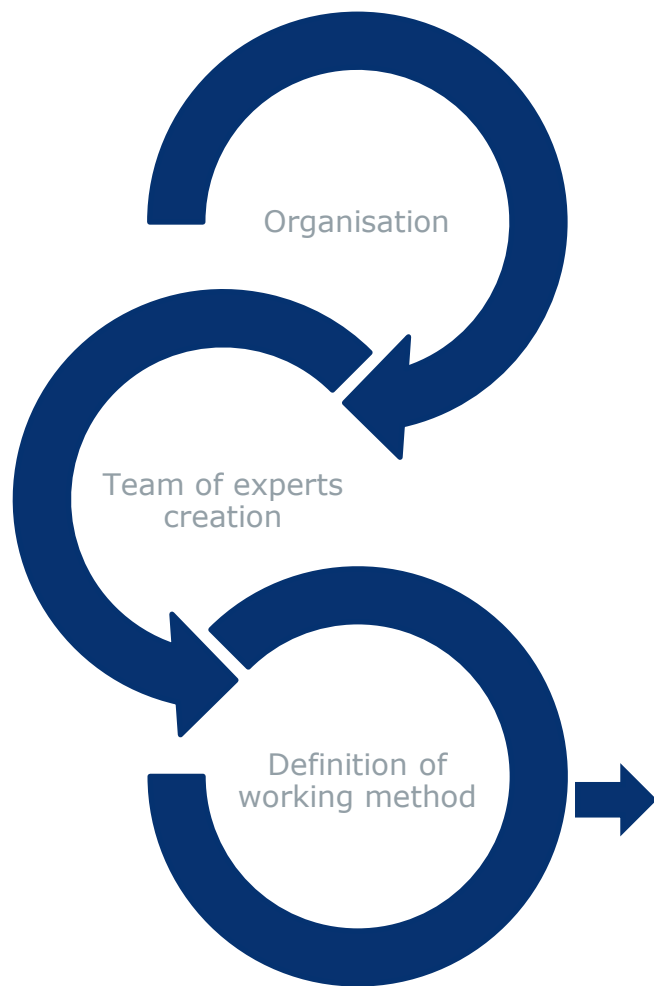 Organisation
Team of experts
creation
Definition of
working method